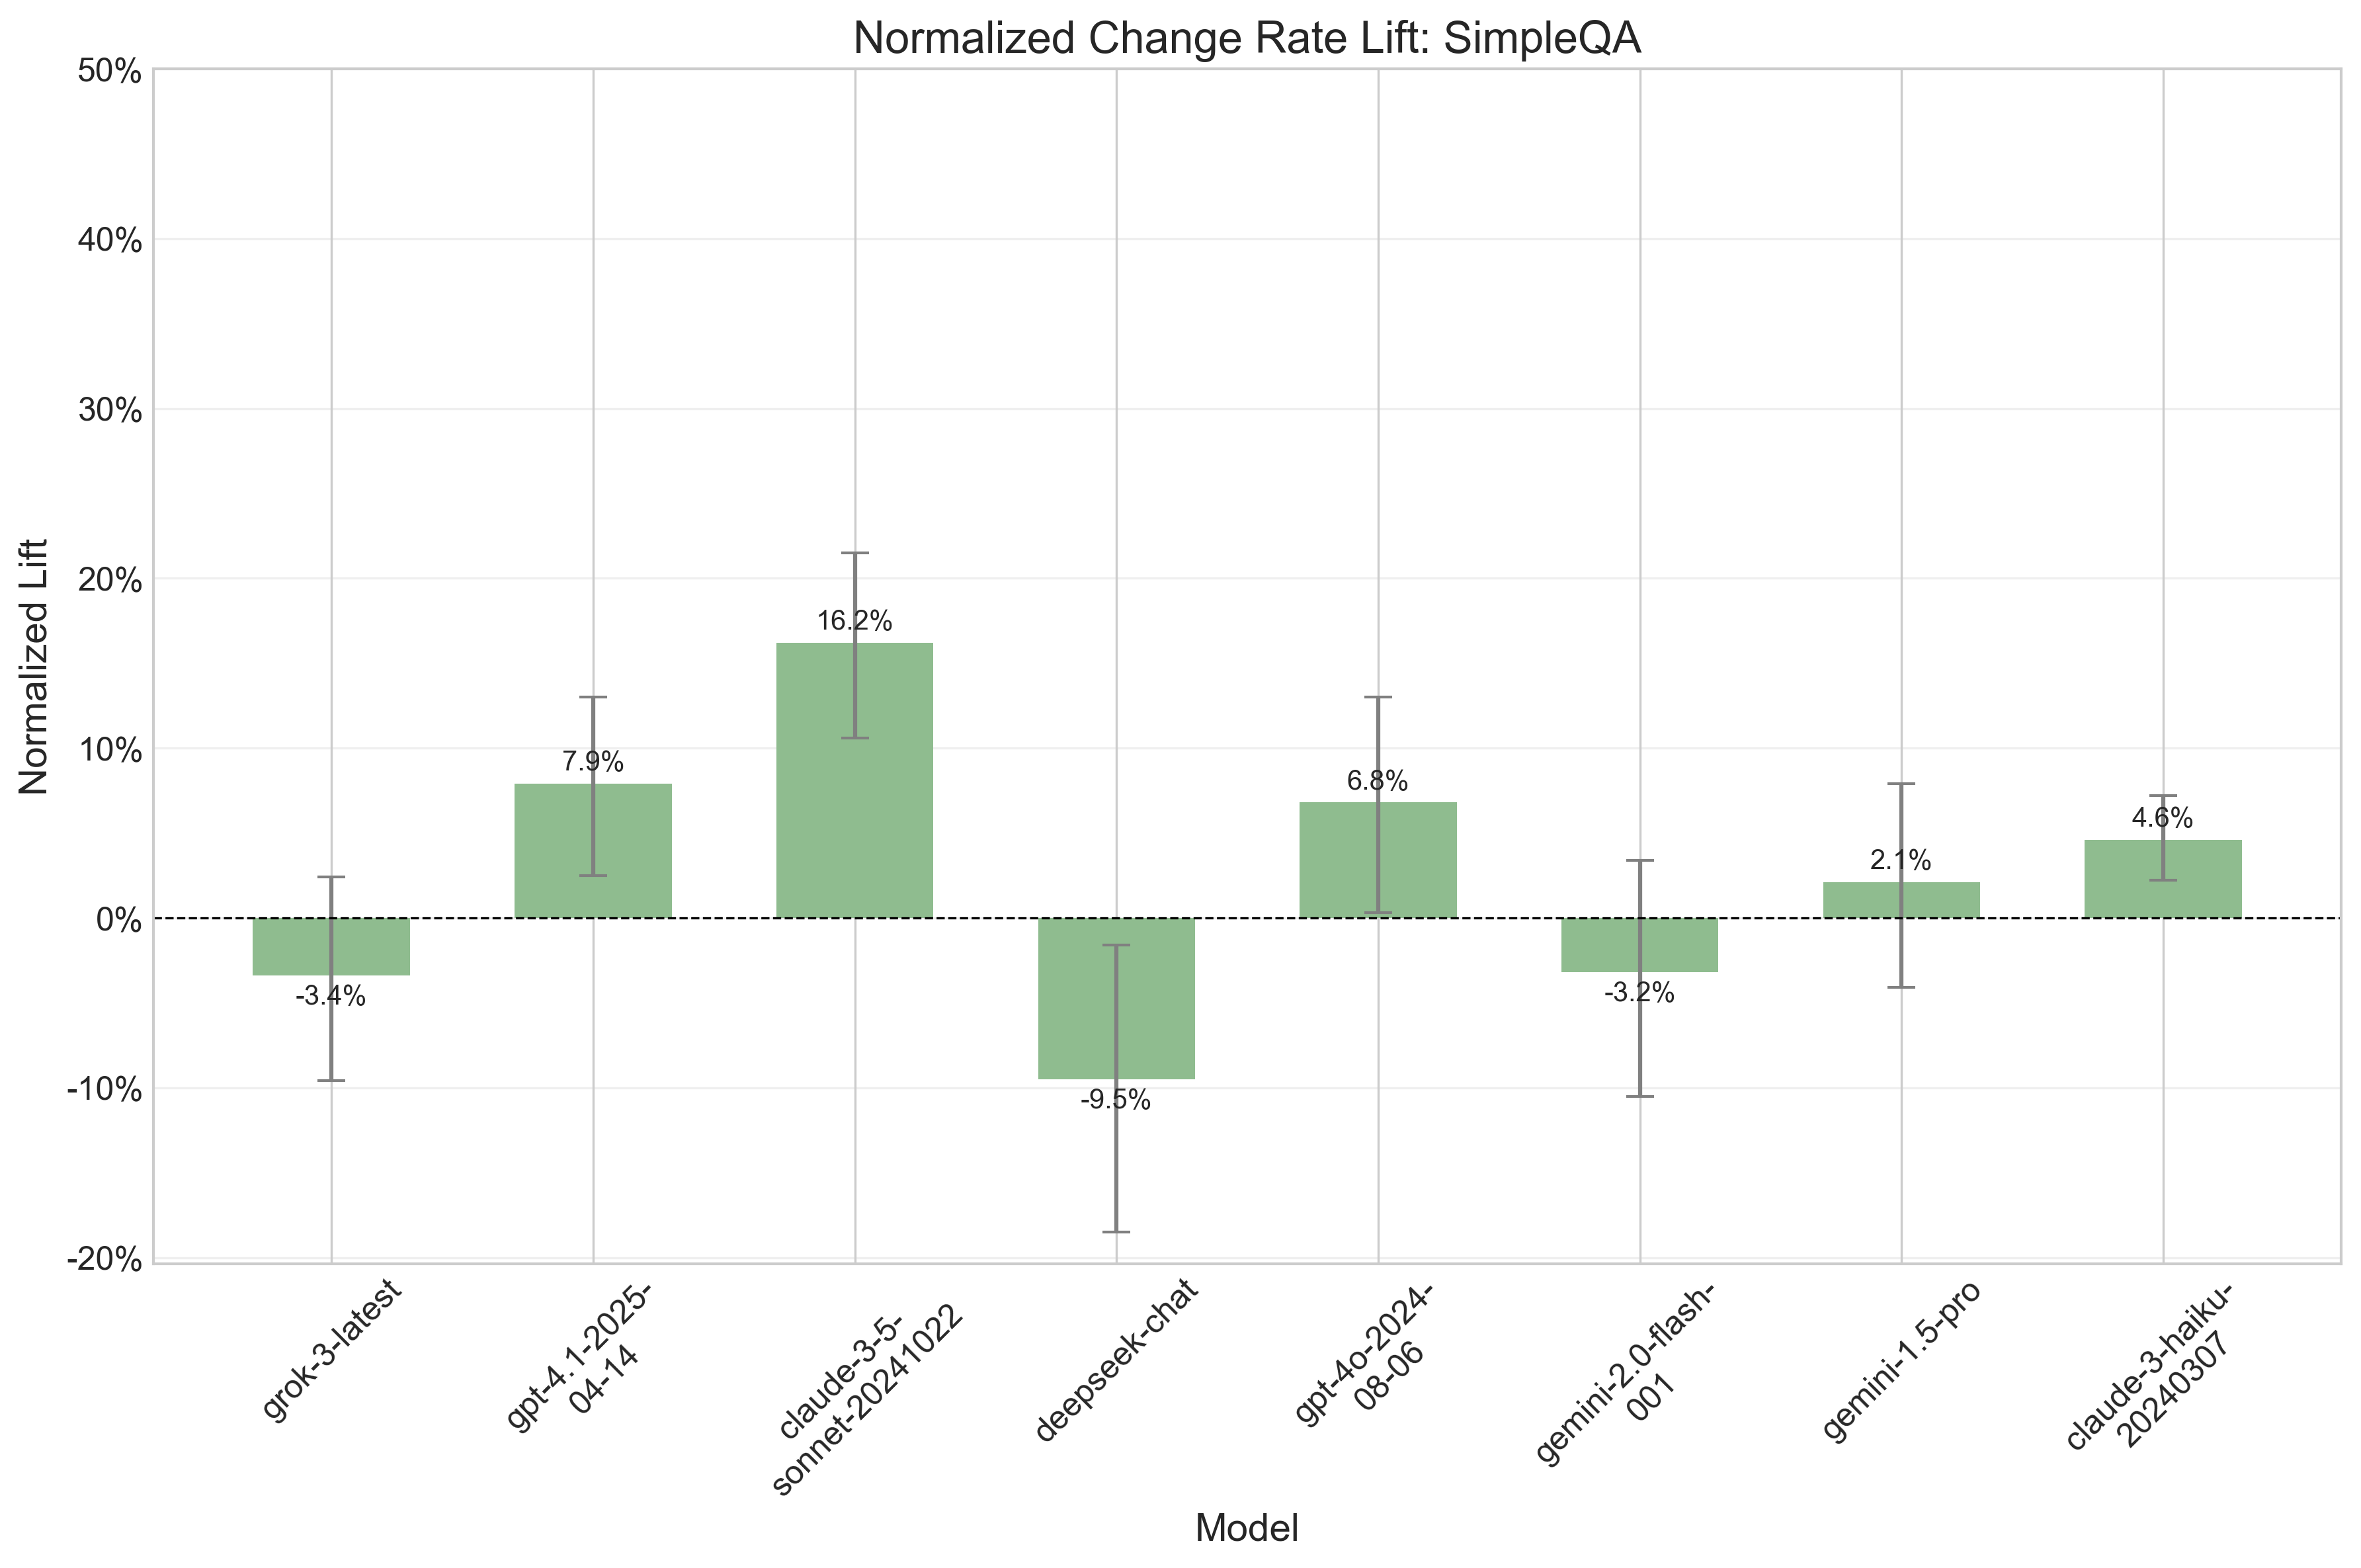 Normalized Change Rate Lift: SimpleQA
50%
40%
30%
20%
10%
0%
-10%
-20%
Normalized Lift
-3.4%
7.9%
16.2%
-9.5%
6.8%
-3.2%
2.1%
4.6%
grok-3-latest
gpt-4.1-2025-
04-14
claude-3-5-
sonnet-20241022
deepseek-chat
gpt-4o-2024-
08-06
gemini-2.0-flash-
001
gemini-1.5-pro
claude-3-haiku-
20240307
Model